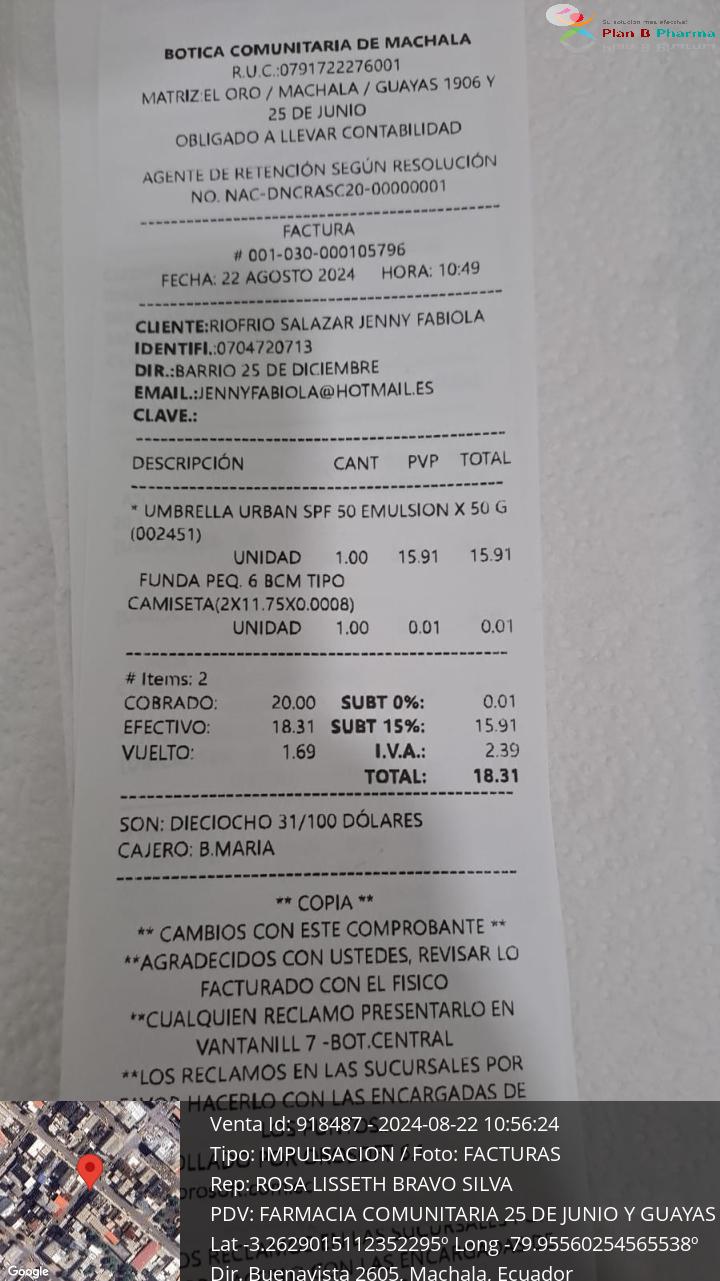 Su solución mas efectiva!
Plan B Pharma
BOTICA COMUNITARIA DE MACHALA
R.U.C.:0791722276001
MATRIZ:EL ORO / MACHALA / GUAYAS 1906 Y
25 DE JUNIO
OBLIGADO A LLEVAR CONTABILIDAD
AGENTE DE RETENCIÓN SEGÚN RESOLUCIÓN
NO. NAC-DNCRASC20-00000001
FACTURA
# 001-030-000105796
FECHA: 22 AGOSTO 2024 HORA: 10:49
CLIENTE:RIOFRIO SALAZAR JENNY FABIOLA
IDENTIFI.:0704720713
DIR.:BARRIO 25 DE DICIEMBRE
EMAIL.:JENNYFABIOLA@HOTMAIL.ES
CLAVE.:
DESCRIPCIÓN CANT PVP TOTAL
* UMBRELLA URBAN SPF 50 EMULSION X 50 G
(002451)
UNIDAD 1.00 15.91 15.91
FUNDA PEQ. 6 BCM TIPO
CAMISETA(2X11.75X0.0008)
UNIDAD 1.00 0.01 0.01
# Items: 2
COBRADO: 20.00 SUBT 0%: 0.01
EFECTIVO: 18.31 SUBT 15%: 15.91
VUELTO: 1.69 I.V.A.: 2.39
TOTAL: 18.31
SON: DIECIOCHO 31/100 DÓLARES
CAJERO: B.MARIA
** COPIA **
** CAMBIOS CON ESTE COMPROBANTE **
**AGRADECIDOS CON USTEDES, REVISAR LO
FACTURADO CON EL FISICO
**CUALQUIEN RECLAMO PRESENTARLO EN
VANTANILL 7 -BOT.CENTRAL
**LOS RECLAMOS EN LAS SUCURSALES POR
HACERLO CON LAS ENCARGADAS DE
Venta Id: 918487 - 2024-08-22 10:56:24
Tipo: IMPULSACION / Foto: FACTURAS
Rep: ROSA LISSETH BRAVO SILVA
PDV: FARMACIA COMUNITARIA 25 DE JUNIO Y GUAYAS
Lat -3.2629015112352295º Long -79.95560254565538º
Dir. Buenavista 2605, Machala, Ecuador
Google